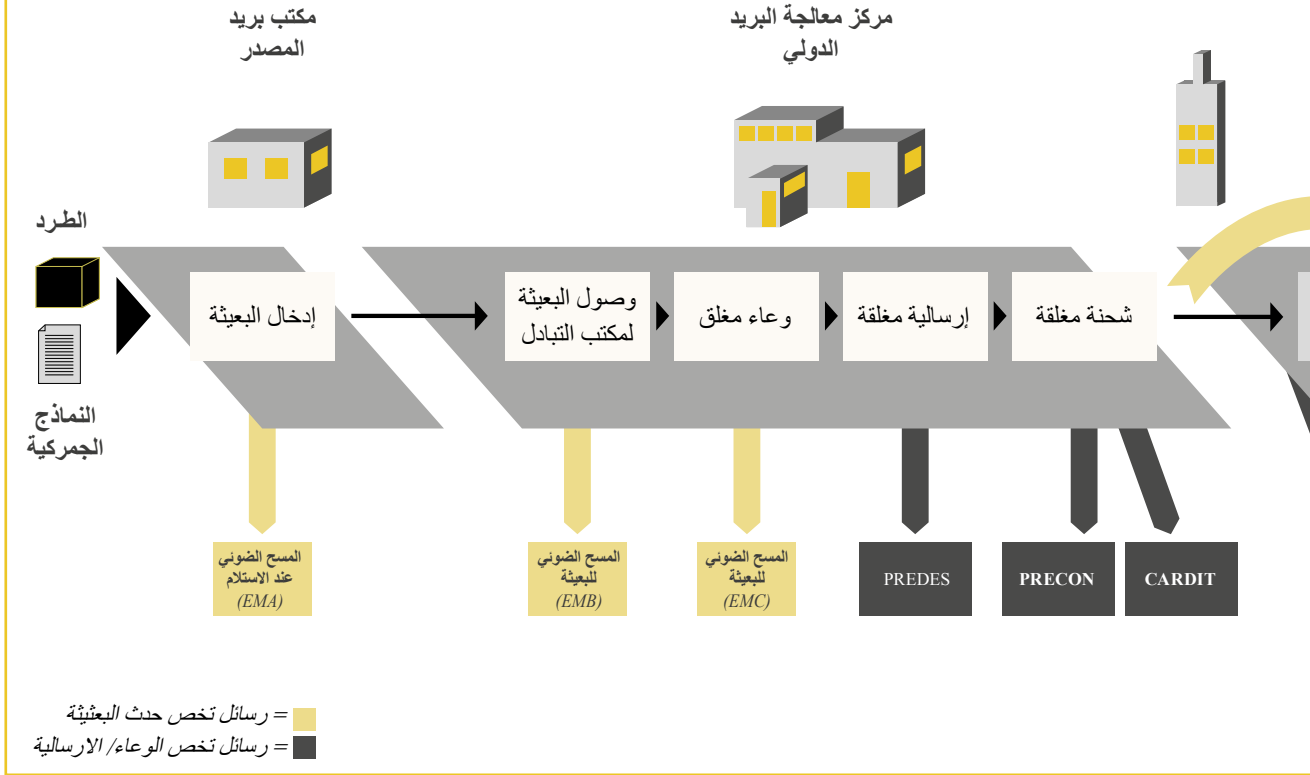 مكتب بريد
المصدر
مركز معالجة البريد
الدولي
الطرد
النماذج
الجمركية
إدخال البعيثة
وصول البعيثة
لمكتب التبادل
وعاء مغلق
إرسالية مغلقة
شحنة مغلقة
المسح الضوئي
عند الاستلام
(EMA)
المسح الضوئي
للبعيثة
(EMB)
المسح الضوئي
للبعيثة
(EMC)
PREDES
PRECON
CARDIT
= رسائل تخص حدث البعثيثة
= رسائل تخص الوعاء/ الارسالية